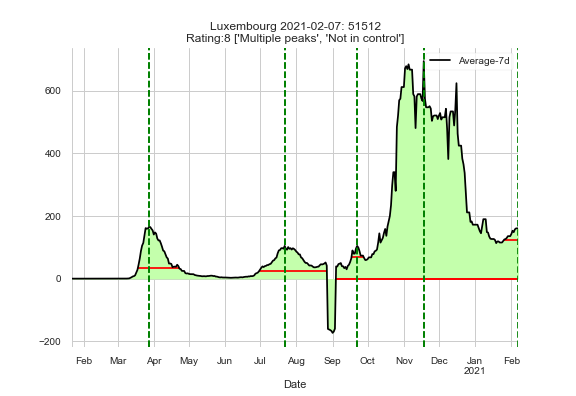 Luxembourg 2021-02-07: 51512
Rating:8 ['Multiple peaks', 'Not in control']
Average-7d
600
400
200
0
−200
Feb Mar Apr May Jun Jul Aug Sep Oct Nov Dec Jan Feb
2021
Date